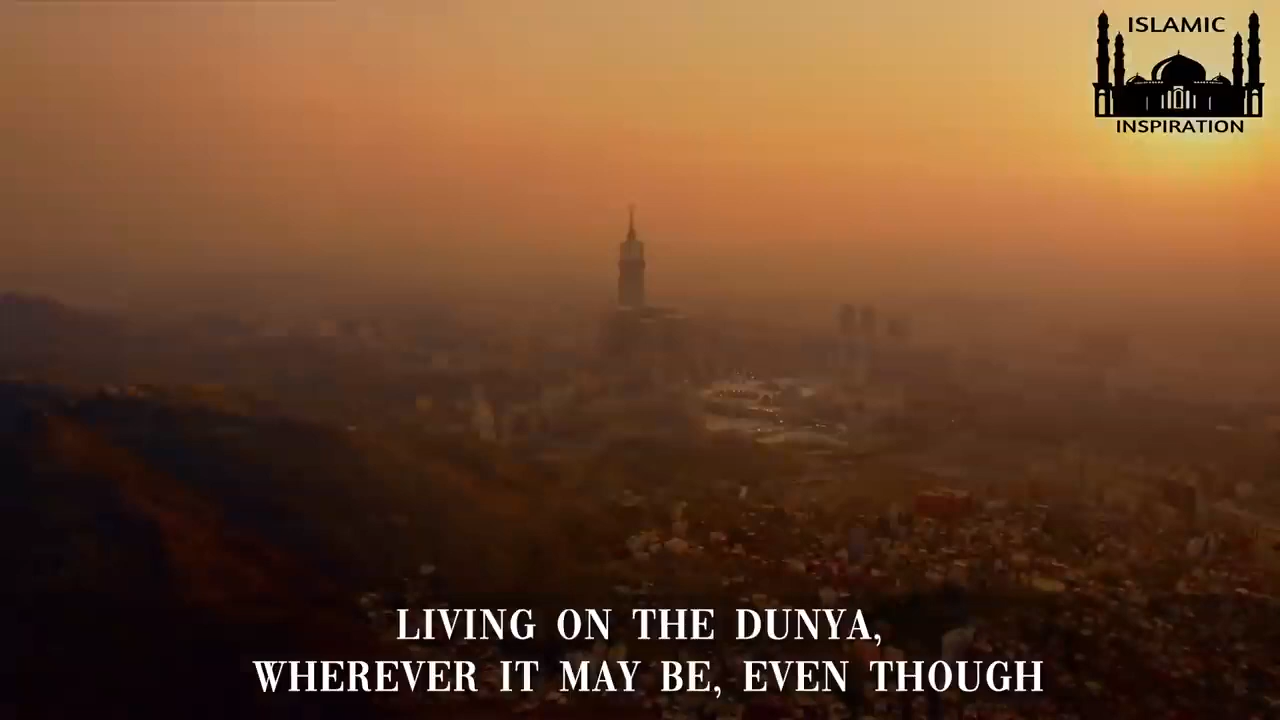 ISLAMIC
INSPIRATION
LIVING ON THE DUNYA,
WHEREVER IT MAY BE, EVEN THOUGH